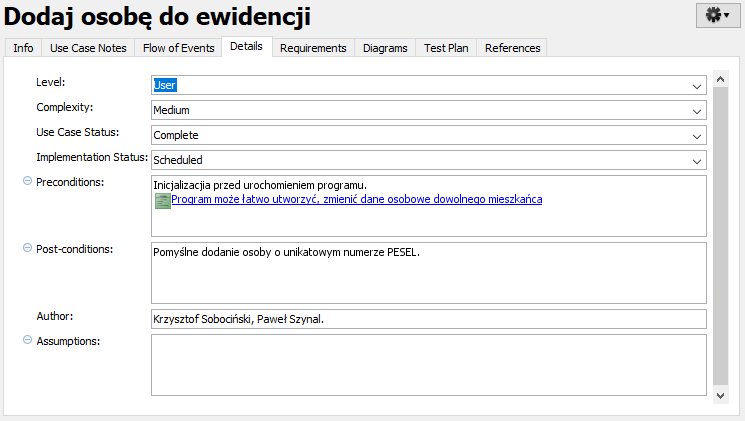 Dodaj osobę do ewidencji
Info Use Case Notes Flow of Events Details Requirements Diagrams Test Plan References
Level: User
Complexity: Medium
Use Case Status: Complete
Implementation Status: Scheduled
Preconditions: Inicjalizacjia przed urochomieniem programu.
Program może łatwo utworzyć, zmienić dane osobowe dowolnego mieszkańca
Post-conditions: Pomyślne dodanie osoby o unikatowym numerze PESEL.
Author: Krzysztof Sobociński, Paweł Szynal.
Assumptions: